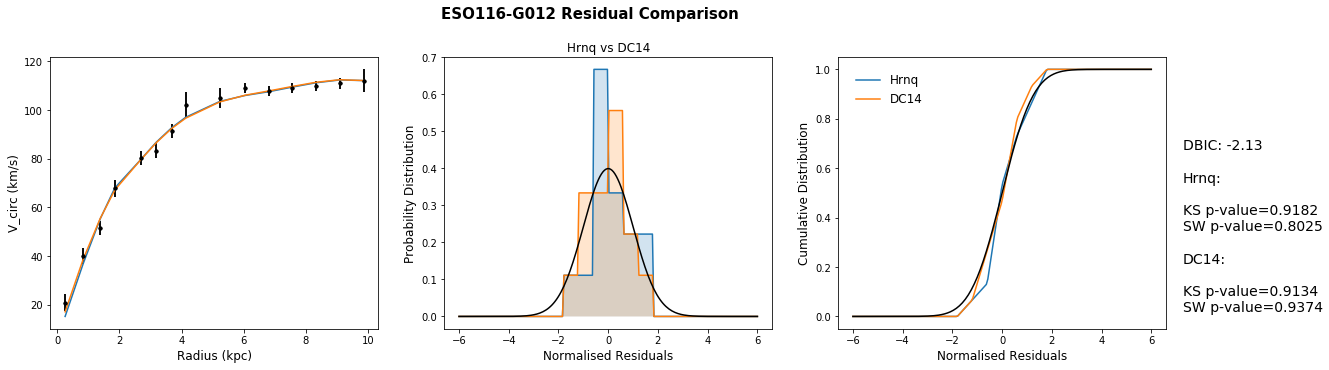 ESO116-G012 Residual Comparison
V_circ (km/s)
120
100
80
60
40
20
0
2
4
6
8
10
Radius (kpc)
Hrnq vs DC14
Probability Distribution
0.7
0.6
0.5
0.4
0.3
0.2
0.1
0.0
−6
−4
−2
0
2
4
6
Normalised Residuals
Cumulative Distribution
1.0
0.8
0.6
0.4
0.2
0.0
Hrnq
DC14
−6
−4
−2
0
2
4
6
Normalised Residuals
DBIC: -2.13
Hrnq:
KS p-value=0.9182
SW p-value=0.8025
DC14:
KS p-value=0.9134
SW p-value=0.9374